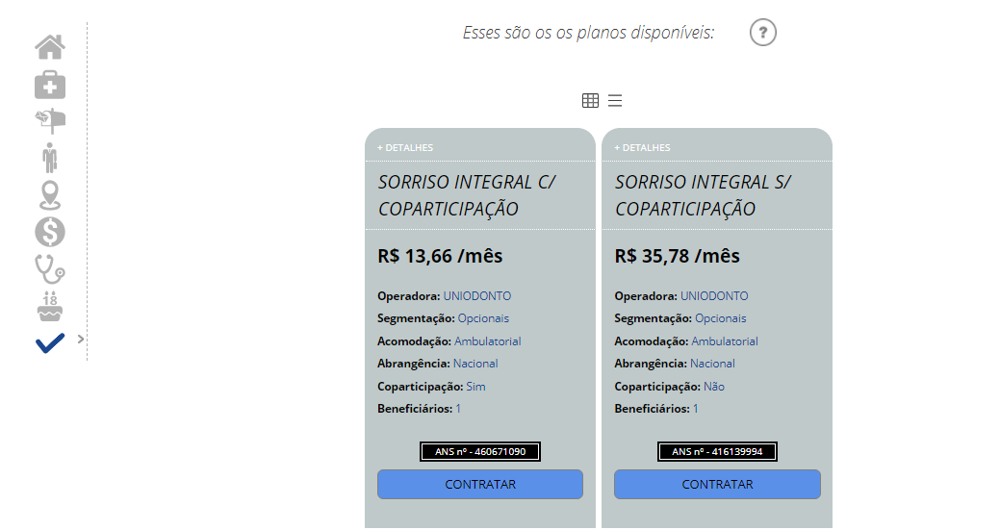 Esses são os os planos disponíveis:
?
+ DETALHES
SORRISO INTEGRAL C/
COPARTICIPAÇÃO
R$ 13,66 /mês
Operadora: UNIODONTO
Segmentação: Opcionais
Acomodação: Ambulatorial
Abrangência: Nacional
Coparticipação: Sim
Beneficiários: 1
ANS nº - 460671090
CONTRATAR
+ DETALHES
SORRISO INTEGRAL S/
COPARTICIPAÇÃO
R$ 35,78 /mês
Operadora: UNIODONTO
Segmentação: Opcionais
Acomodação: Ambulatorial
Abrangência: Nacional
Coparticipação: Não
Beneficiários: 1
ANS nº - 416139994
CONTRATAR
$
18